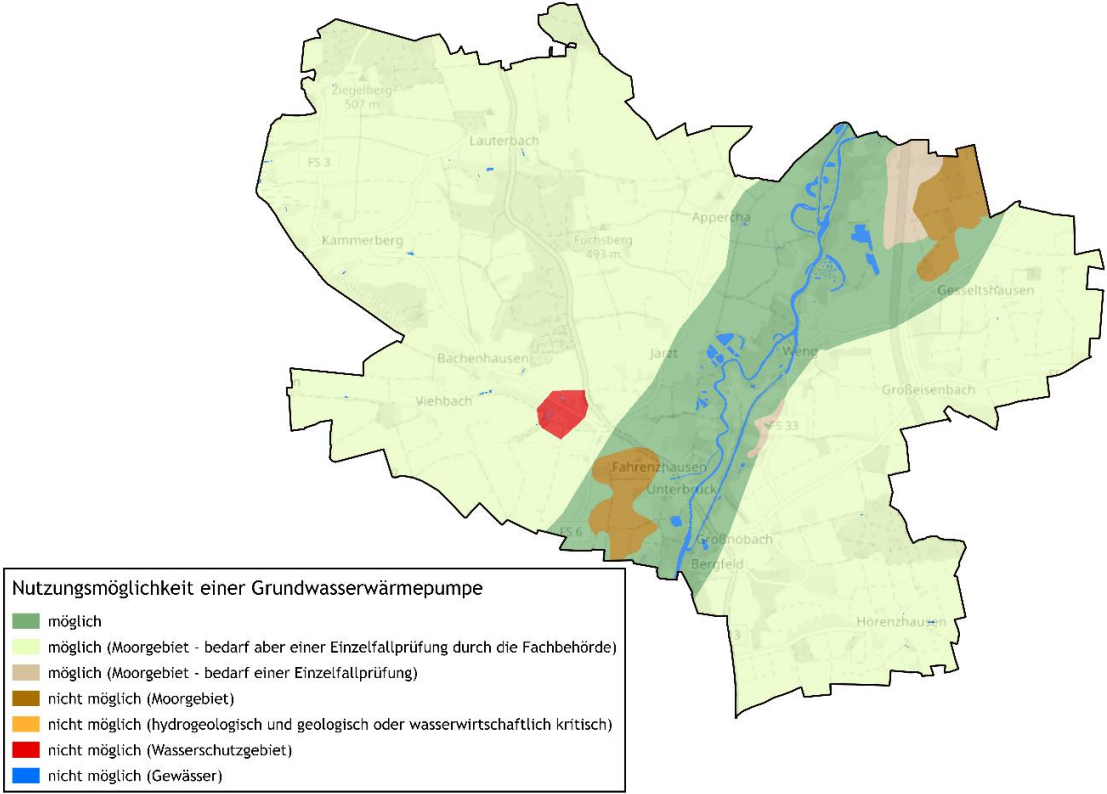 Ziegelberg
507 m
Lauterbach
FS 3
Appercha
Kammerberg
Fuchsberg
493 m
Gesseltshausen
Jarzt
Weng
Bachenhausen
Großeisenbach
Viehbach
FS 33
Fahrenzhausen
Unterbruck
FS 6
Großnöbach
Bergfeld
Hörenzhausen
Nutzungsmöglichkeit einer Grundwasserwärmepumpe
möglich
möglich (Moorgebiet - bedarf aber einer Einzelfallprüfung durch die Fachbehörde)
möglich (Moorgebiet - bedarf einer Einzelfallprüfung)
nicht möglich (Moorgebiet)
nicht möglich (hydrogeologisch und geologisch oder wasserwirtschaftlich kritisch)
nicht möglich (Wasserschutzgebiet)
nicht möglich (Gewässer)